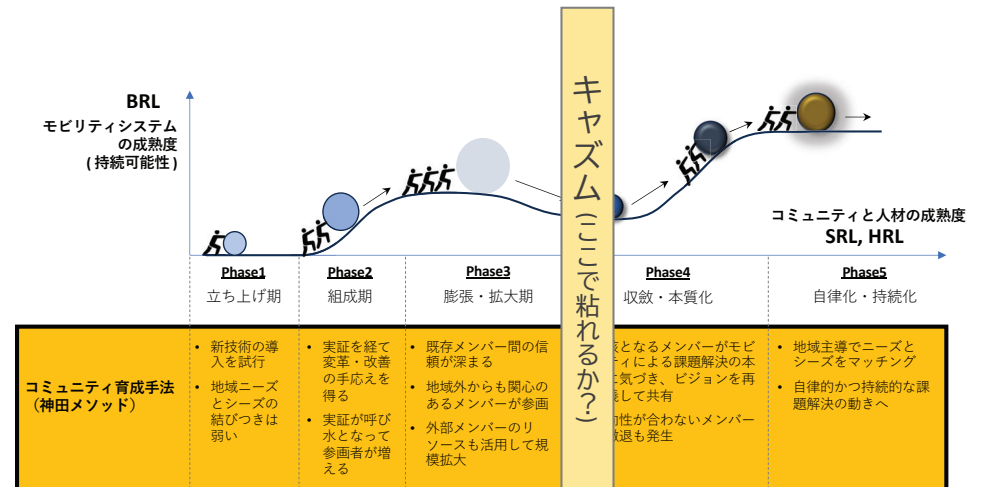 BRL
モビリティシステム
の成熟度
( 持続可能性 )
キャズム(ここで粘れるか?)
コミュニティと人材の成熟度
SRL, HRL
Phase1
立ち上げ期
Phase2
組成期
Phase3
膨張・拡大期
Phase4
収斂・本質化
Phase5
自律化・持続化
コミュニティ育成手法
(神田メソッド)
• 新技術の導
入を試行
• 地域ニーズ
とシーズの
結びつきは
弱い
• 実証を経て
変革・改善
の手応えを
得る
• 実証が呼び
水となって
参画者が増
える
• 既存メンバー間の信
頼が深まる
• 地域外からも関心の
あるメンバーが参画
• 外部メンバーのリ
ソースも活用して規
模拡大
となるメンバーがモビ
ティによる課題解決の本
に気づき、ビジョンを再
して共有
性が合わないメンバー
退も発生
• 地域主導でニーズと
シーズをマッチング
• 自律的かつ持続的な課
題解決の動きへ